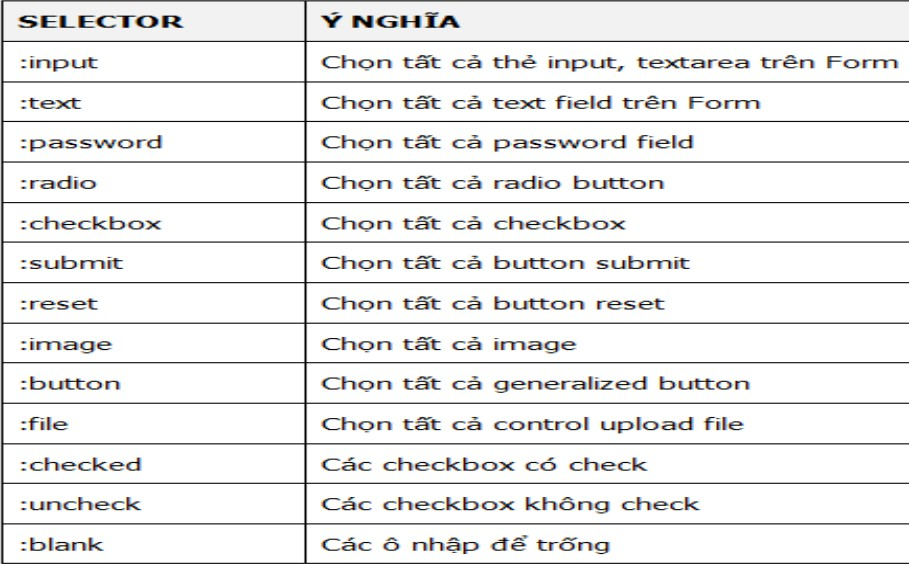 SELECTOR Ý NGHĨA
:input Chọn tất cả thẻ input, textarea trên Form
:text Chọn tất cả text field trên Form
:password Chọn tất cả password field
:radio Chọn tất cả radio button
:checkbox Chọn tất cả checkbox
:submit Chọn tất cả button submit
:reset Chọn tất cả button reset
:image Chọn tất cả image
:button Chọn tất cả generalized button
:file Chọn tất cả control upload file
:checked Các checkbox có check
:uncheck Các checkbox không check
:blank Các ô nhập để trống